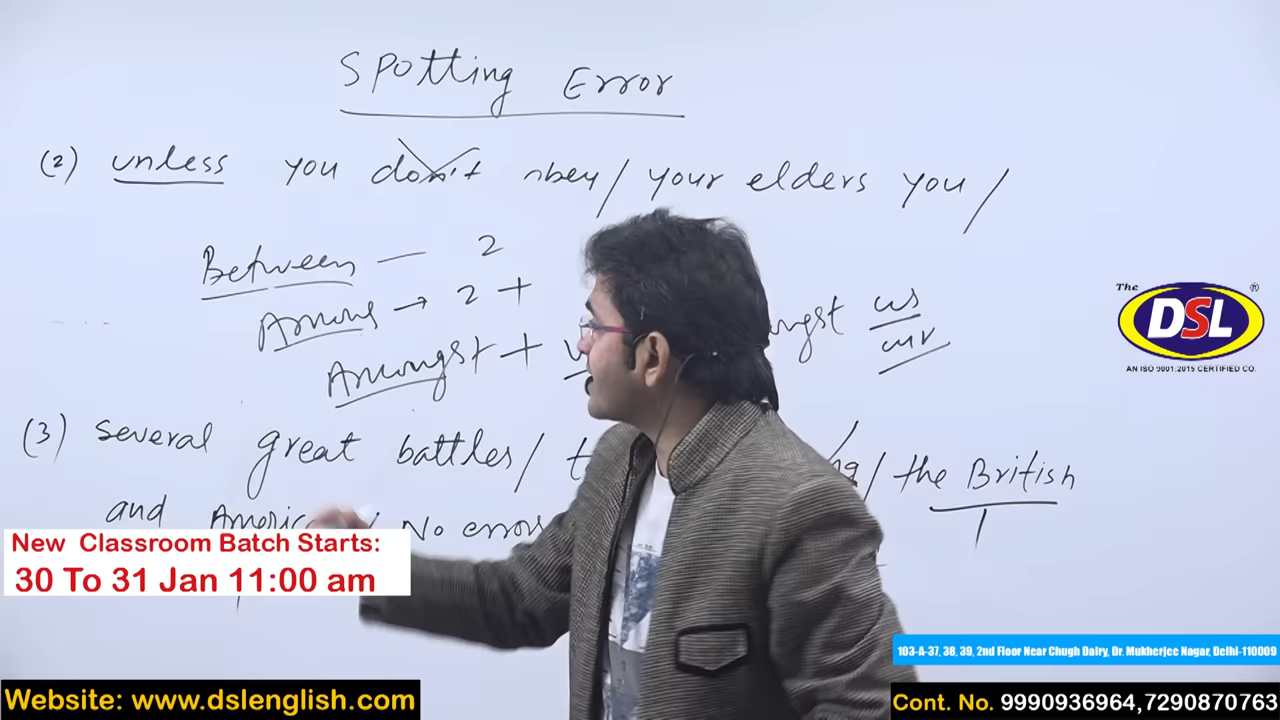 Spotting Error
(2) unless you don't obey/ your elders you /
Between — 2
Among → 2 +
Amongst + ngst us
our
(3) several great battles/ the British
and No error
The
DSL
®
AN ISO 9001:2015 CERTIFIED CO.
New Classroom Batch Starts:
30 To 31 Jan 11:00 am
103-A-37, 38, 39, 2nd Floor Near Chugh Dairy, Dr. Mukherjee Nagar, Delhi-110009
Website: www.dslenglish.com
Cont. No. 9990936964,7290870763